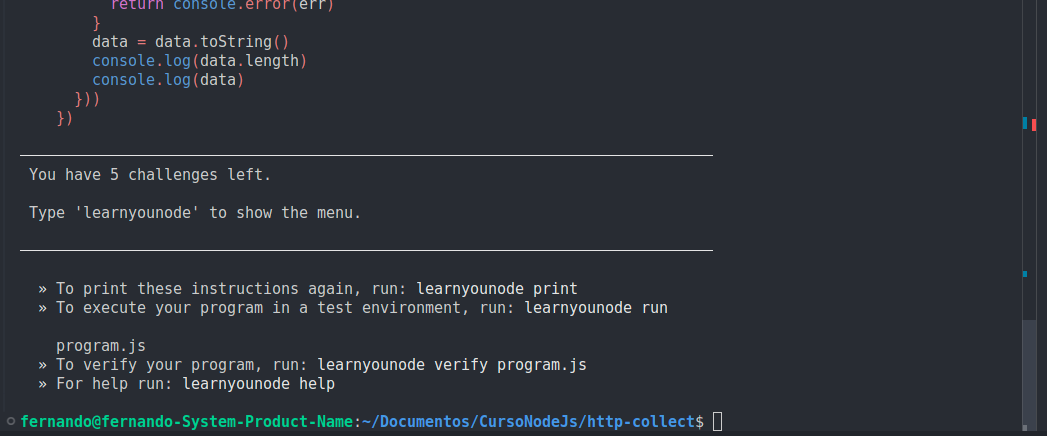 return console.error(err)
}
data = data.toString()
console.log(data.length)
console.log(data)
}))
})
You have 5 challenges left.
Type 'learnyounode' to show the menu.
» To print these instructions again, run: learnyounode print
» To execute your program in a test environment, run: learnyounode run
program.js
» To verify your program, run: learnyounode verify program.js
» For help run: learnyounode help
fernando@fernando-System-Product-Name:~/Documentos/CursoNodeJs/http-collect$